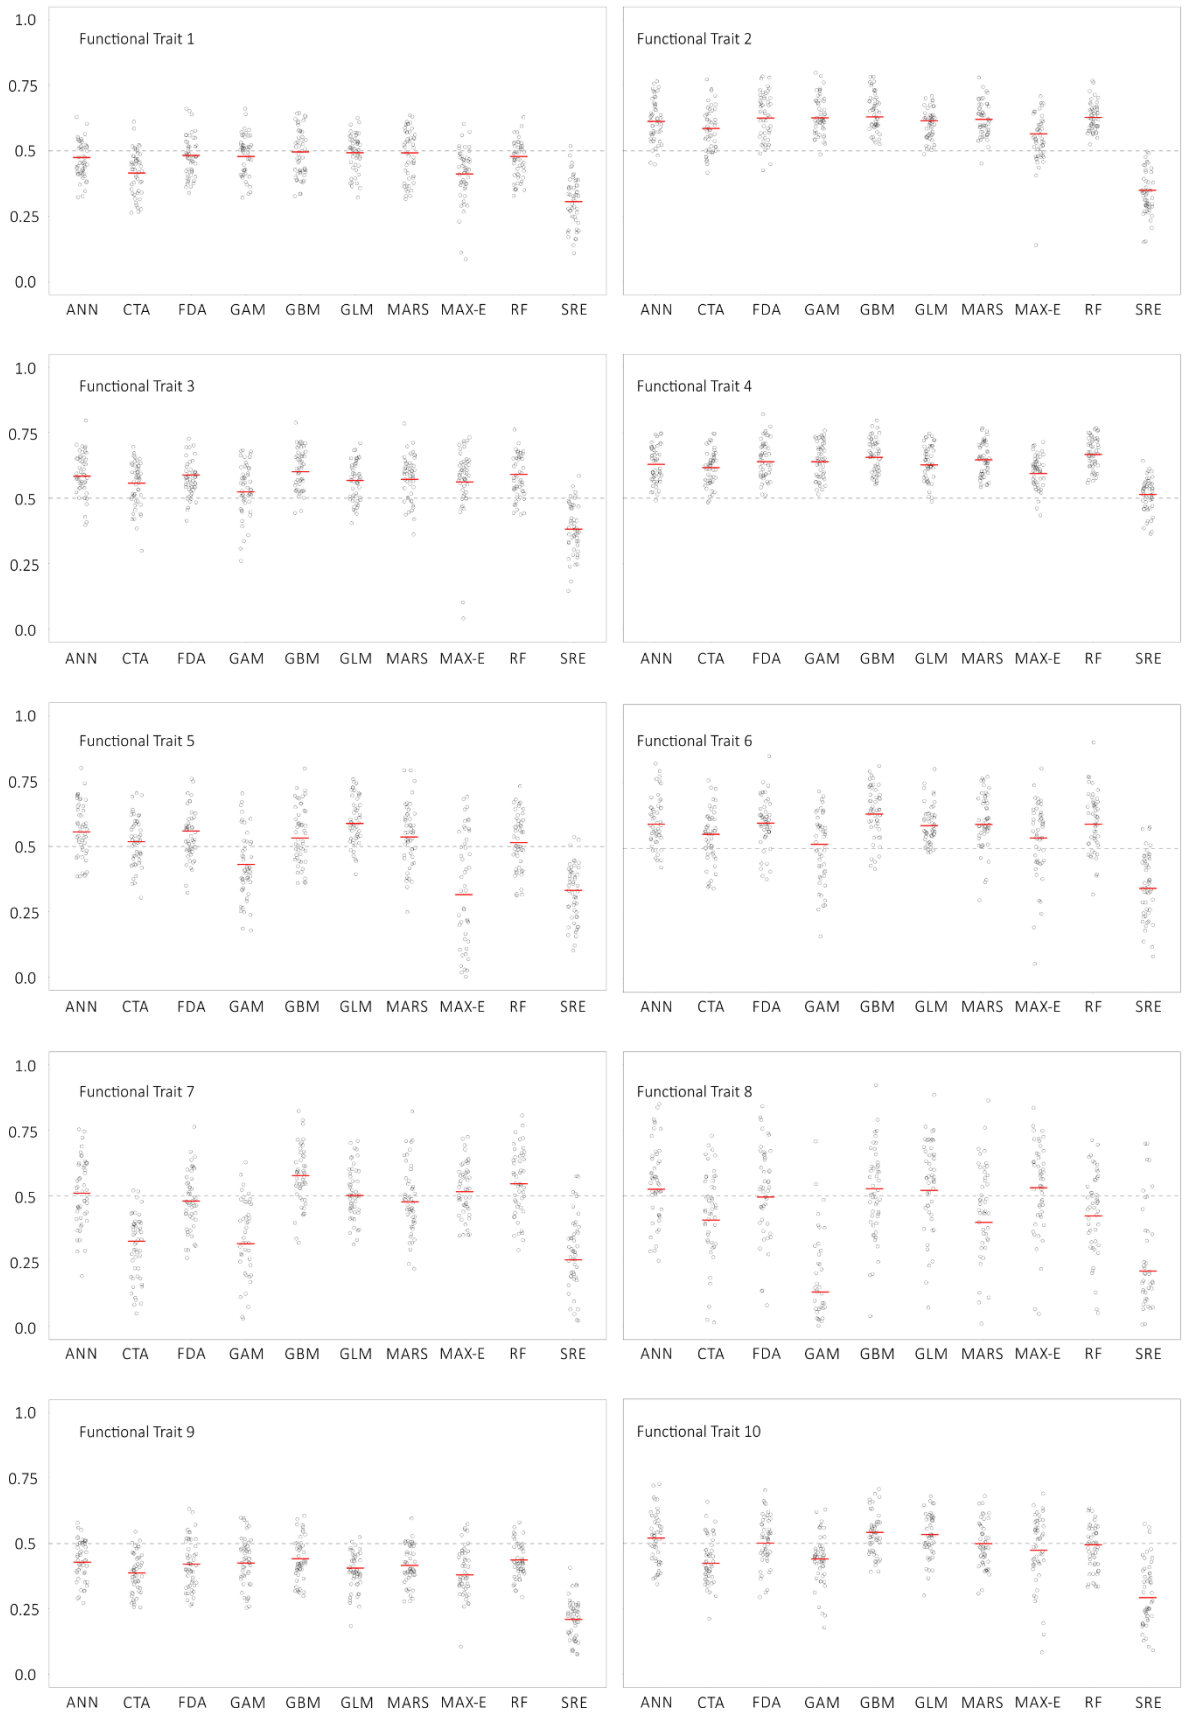 1.0
Functional Trait 1
Functional Trait 2
0.75
0.5
0.25
0.0
ANN CTA FDA GAM GBM GLM MARS MAX-E RF SRE
ANN CTA FDA GAM GBM GLM MARS MAX-E RF SRE
1.0
Functional Trait 3
Functional Trait 4
0.75
0.5
0.25
0.0
ANN CTA FDA GAM GBM GLM MARS MAX-E RF SRE
ANN CTA FDA GAM GBM GLM MARS MAX-E RF SRE
1.0
Functional Trait 5
Functional Trait 6
0.75
0.5
0.25
0.0
ANN CTA FDA GAM GBM GLM MARS MAX-E RF SRE
ANN CTA FDA GAM GBM GLM MARS MAX-E RF SRE
1.0
Functional Trait 7
Functional Trait 8
0.75
0.5
0.25
0.0
ANN CTA FDA GAM GBM GLM MARS MAX-E RF SRE
ANN CTA FDA GAM GBM GLM MARS MAX-E RF SRE
1.0
Functional Trait 9
Functional Trait 10
0.75
0.5
0.25
0.0
ANN CTA FDA GAM GBM GLM MARS MAX-E RF SRE
ANN CTA FDA GAM GBM GLM MARS MAX-E RF SRE